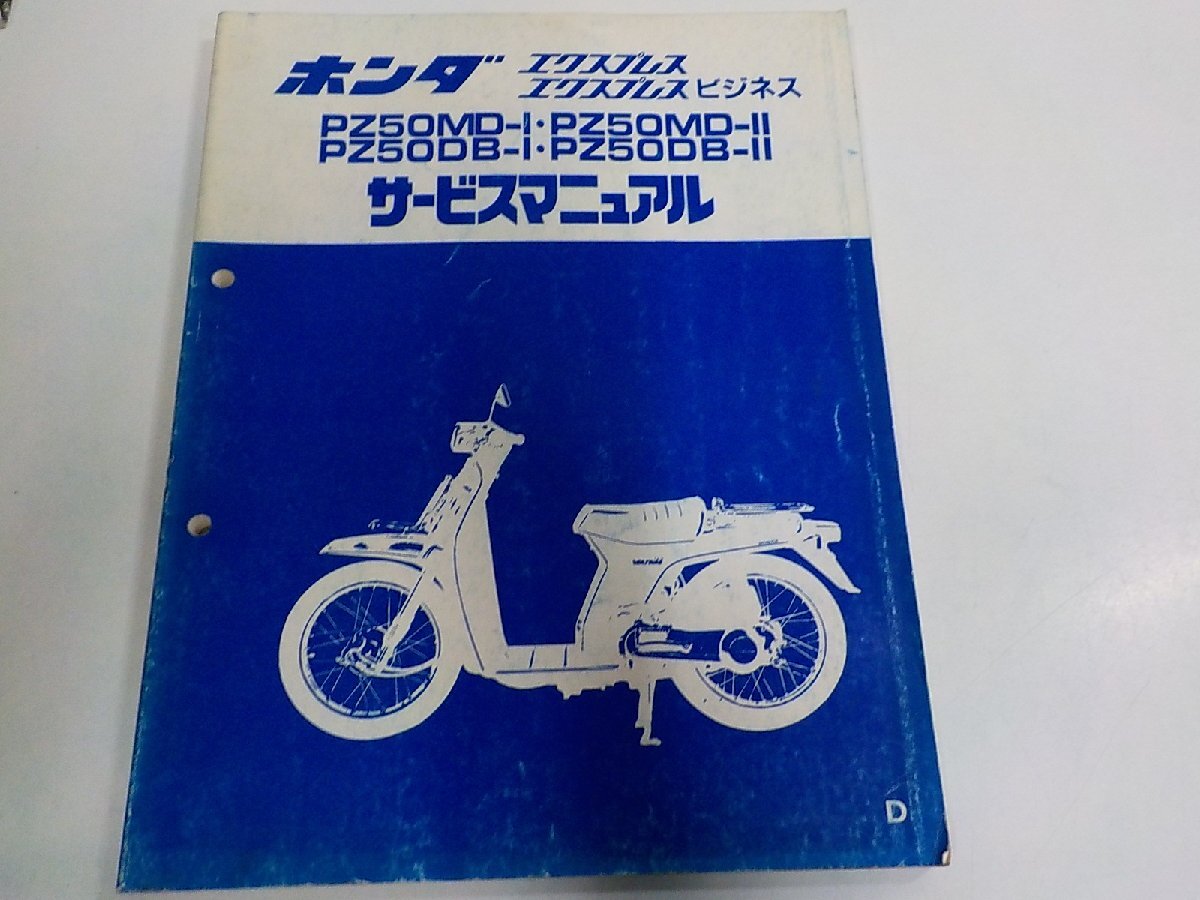 ホンダ エクスプレス
エクスプレス ビジネス
PZ50MD-I・PZ50MD-II
PZ50DB-I・PZ50DB-II
サービスマニュアル
D